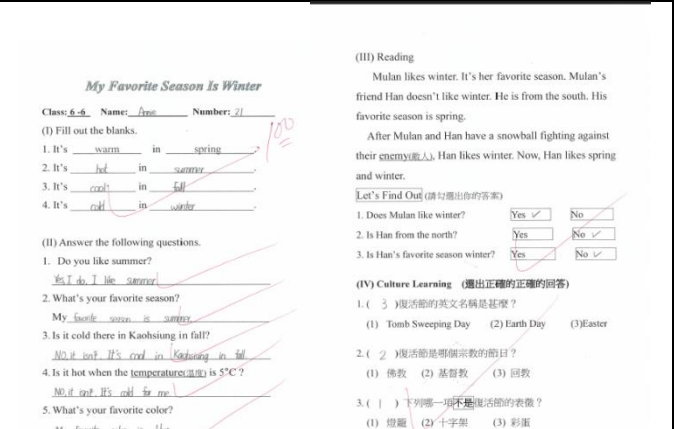 My Favorite Season Is Winter
Class: 6 -6 Name: Annie Number: 21
100
(I) Fill out the blanks.
1. It's warm in spring.
2. It's hot in summer.
3. It's cool in fall.
4. It's cold in winter.
(II) Answer the following questions.
1. Do you like summer?
Yes, I do. I like summer
2. What's your favorite season?
My favorite season is summer.
3. Is it cold there in Kaohsiung in fall?
NO, it isn't. It's cool in Kaohsiung in fall.
4. Is it hot when the temperature(溫度) is 5°C ?
NO, it isn't. It's cold for me.
5. What's your favorite color?
My favorite color is
(III) Reading
Mulan likes winter. It's her favorite season. Mulan's
friend Han doesn't like winter. He is from the south. His
favorite season is spring.
After Mulan and Han have a snowball fighting against
their enemy(敵人), Han likes winter. Now, Han likes spring
and winter.
Let's Find Out (請勾選出你的答案)
1. Does Mulan like winter? Yes ✓ No
2. Is Han from the north? Yes No ✓
3. Is Han's favorite season winter? Yes No ✓
(IV) Culture Learning (選出正確的正確的回答)
1. ( 3 )復活節的英文名稱是甚麼？
(1) Tomb Sweeping Day (2) Earth Day (3)Easter
2. ( 2 )復活節是哪個宗教的節日？
(1) 佛教 (2) 基督教 (3) 回教
3. ( 1 ) 下列哪一項不是復活節的表徵？
(1) 燈籠 (2) 十字架 (3) 彩蛋